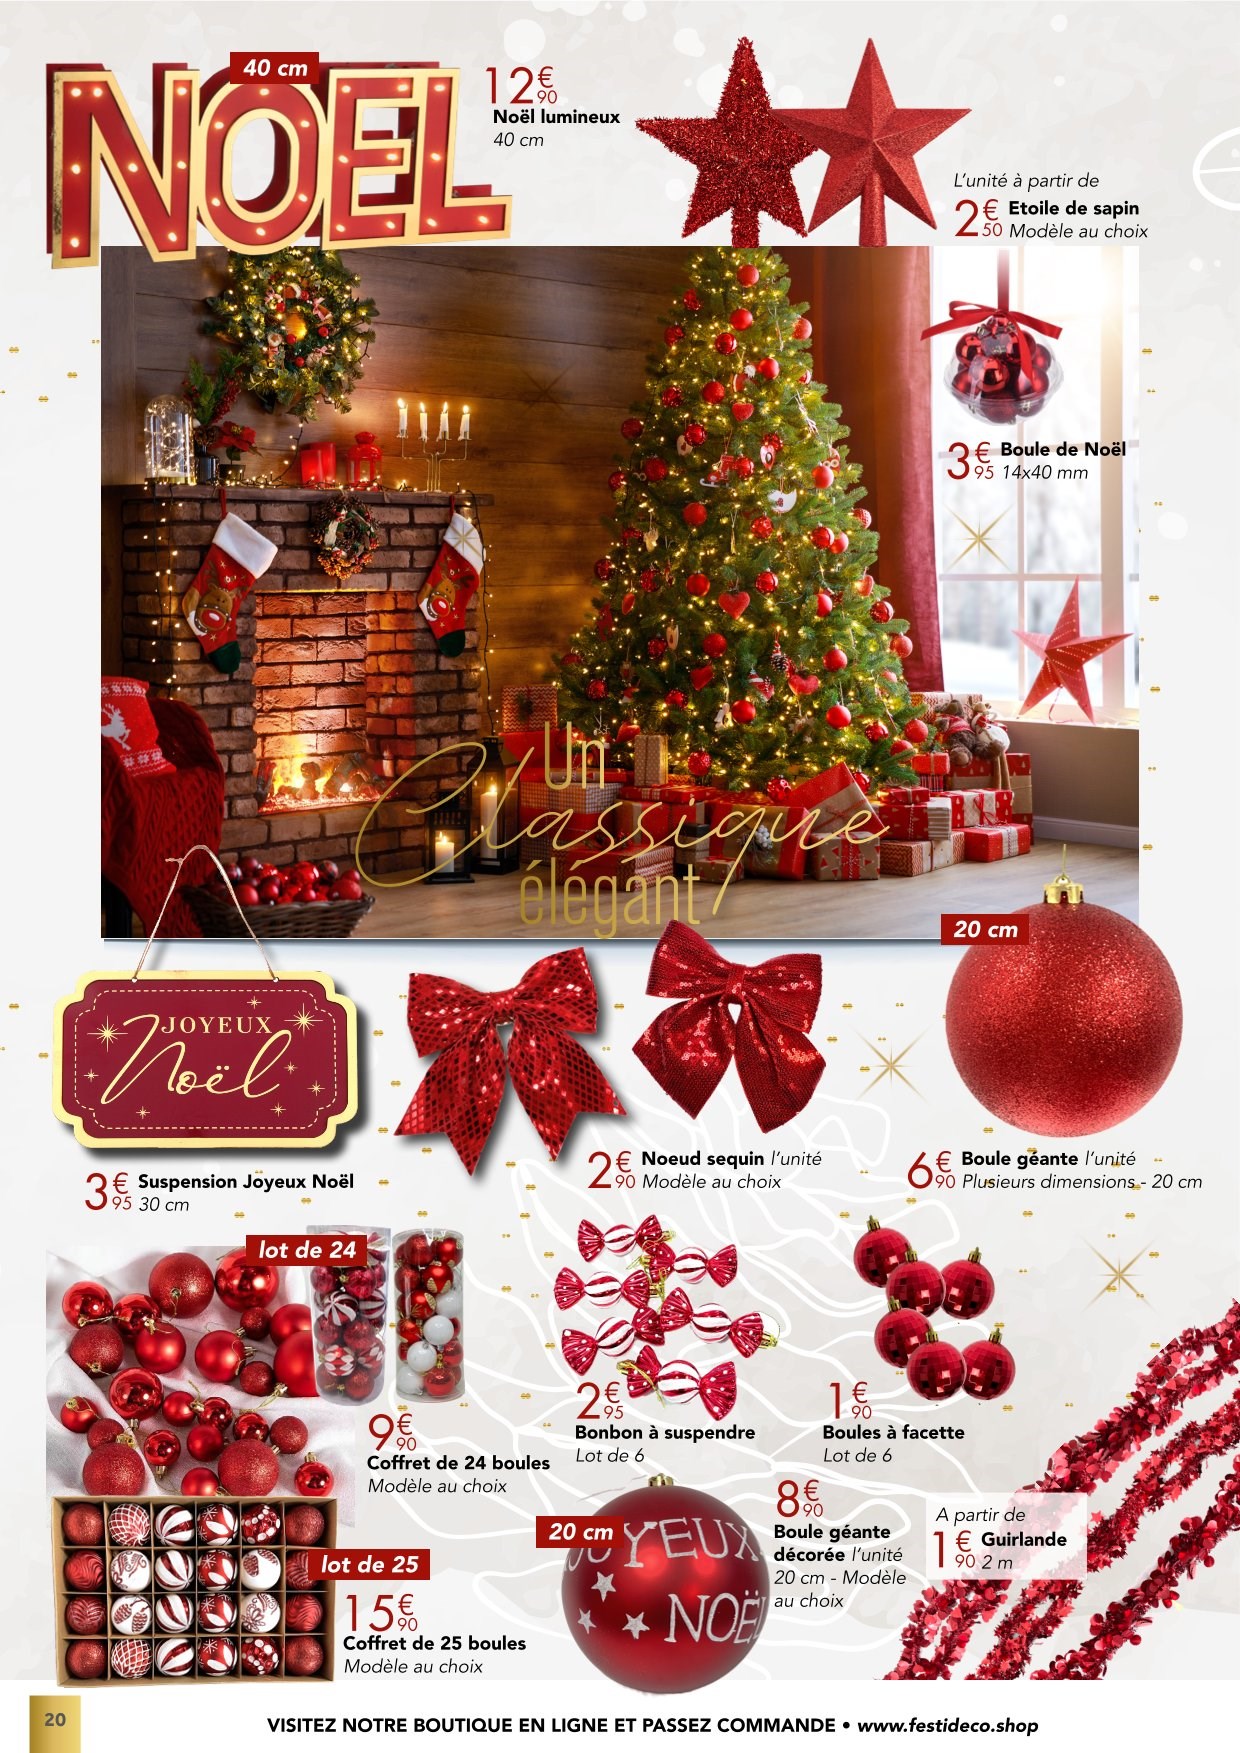 NOËL
40 cm
12€90
Noël lumineux
40 cm
L'unité à partir de
2€50 Etoile de sapin
Modèle au choix
3€95 Boule de Noël
14x40 mm
Un
Classique
élégant
JOYEUX
Noël
3€95 Suspension Joyeux Noël
30 cm
2€90 Noeud sequin l'unité
Modèle au choix
20 cm
6€90 Boule géante l'unité
Plusieurs dimensions - 20 cm
lot de 24
9€90
Coffret de 24 boules
Modèle au choix
2€95
Bonbon à suspendre
Lot de 6
1€90
Boules à facette
Lot de 6
lot de 25
15€90
Coffret de 25 boules
Modèle au choix
20 cm
JOYEUX
NOËL
8€90
Boule géante
décorée l'unité
20 cm - Modèle
au choix
A partir de
1€90 Guirlande
2 m
20
VISITEZ NOTRE BOUTIQUE EN LIGNE ET PASSEZ COMMANDE • www.festideco.shop